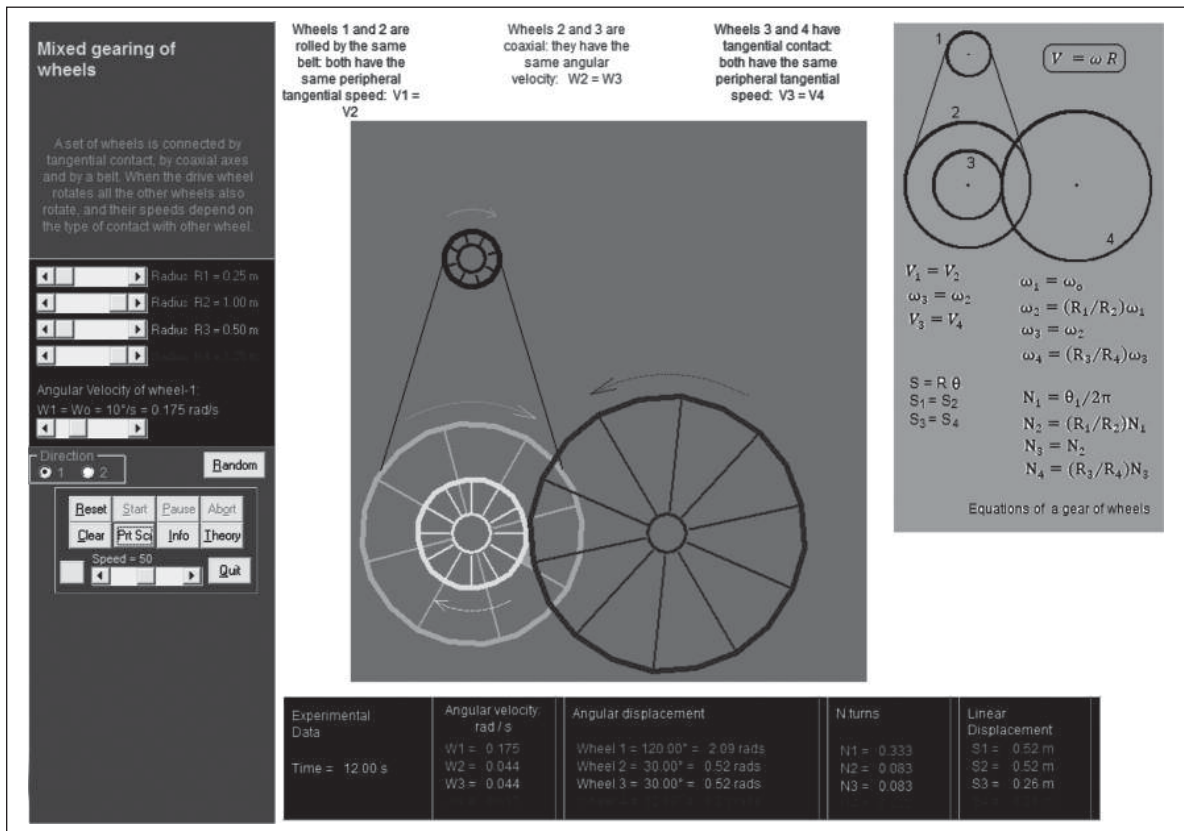 Mixed gearing of
wheels
A set of wheels is connected by
tangential contact, by coaxial axes
and by a belt. When the drive wheel
rotates all the other wheels also
rotate, and their speeds depend on
the type of contact with other wheel.
Radius R1 = 0.25 m
Radius R2 = 1.00 m
Radius R3 = 0.50 m
Angular Velocity of wheel-1:
W1 = Wo = 10°/s = 0.175 rad/s
Direction
1 2
Random
Reset Start Pause Abort
Clear Prt Sc Info Theory
Speed = 50
Quit
Wheels 1 and 2 are
rolled by the same
belt: both have the
same peripheral
tangential speed: V1 =
V2
Wheels 2 and 3 are
coaxial: they have the
same angular
velocity: W2 = W3
Wheels 3 and 4 have
tangential contact:
both have the same
peripheral tangential
speed: V3 = V4
1
V = ω R
2
3
4
V₁ = V₂
ω₃ = ω₂
V₃ = V₄
ω₁ = ωₒ
ω₂ = (R₁/R₂)ω₁
ω₃ = ω₂
ω₄ = (R₃/R₄)ω₃
S = R θ
S₁ = S₂
S₃ = S₄
N₁ = θ₁/2π
N₂ = (R₁/R₂)N₁
N₃ = N₂
N₄ = (R₃/R₄)N₃
Equations of a gear of wheels
Experimental
Data
Time = 12.00 s
Angular velocity:
rad / s
W1 = 0.175
W2 = 0.044
W3 = 0.044
Angular displacement
Wheel 1 = 120.00° = 2.09 rads
Wheel 2 = 30.00° = 0.52 rads
Wheel 3 = 30.00° = 0.52 rads
N turns
N1 = 0.333
N2 = 0.083
N3 = 0.083
Linear
Displacement
S1 = 0.52 m
S2 = 0.52 m
S3 = 0.26 m